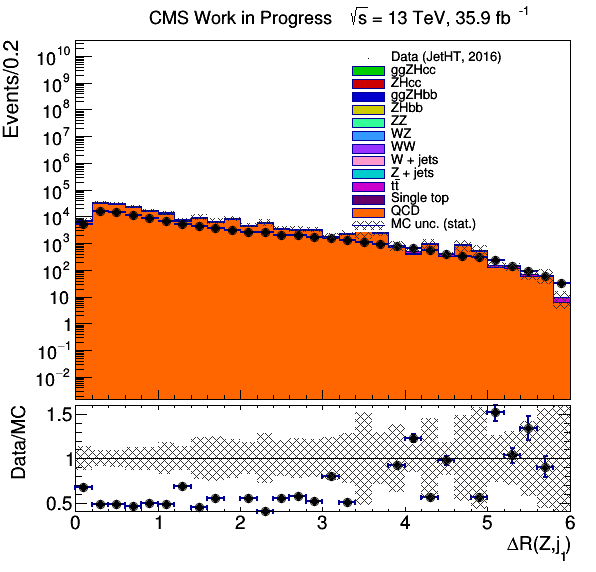 CMS Work in Progress √s = 13 TeV, 35.9 fb⁻¹
Events/0.2
10¹⁰
10⁹
10⁸
10⁷
10⁶
10⁵
10⁴
10³
10²
10
1
10⁻¹
10⁻²
Data (JetHT, 2016)
ggZHcc
ZHcc
ggZHbb
ZHbb
ZZ
WZ
WW
W + jets
Z + jets
tt̄
Single top
QCD
MC unc. (stat.)
Data/MC
1.5
1
0.5
0 1 2 3 4 5 6
ΔR(Z,j₁)